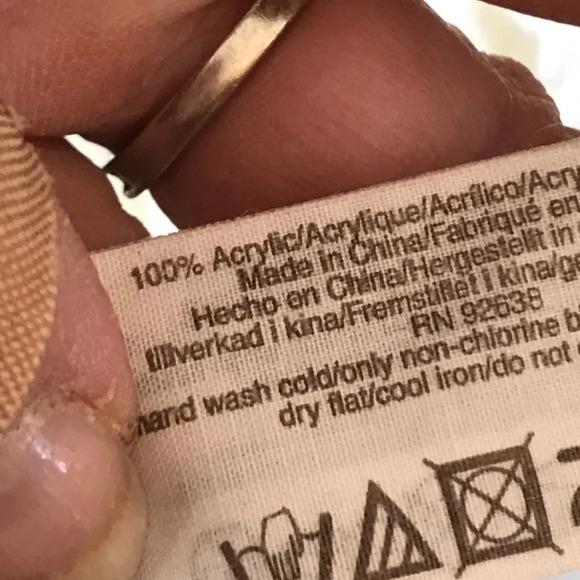 100% Acrylic/Acrylique/Acrílico/Acry
Made in China/Fabriqué en
Hecho en China/Hergestellt in
tillverkad i kina/Fremstillet i kina/ge
RN 92638
hand wash cold/only non-chlorine b
dry flat/cool iron/do not